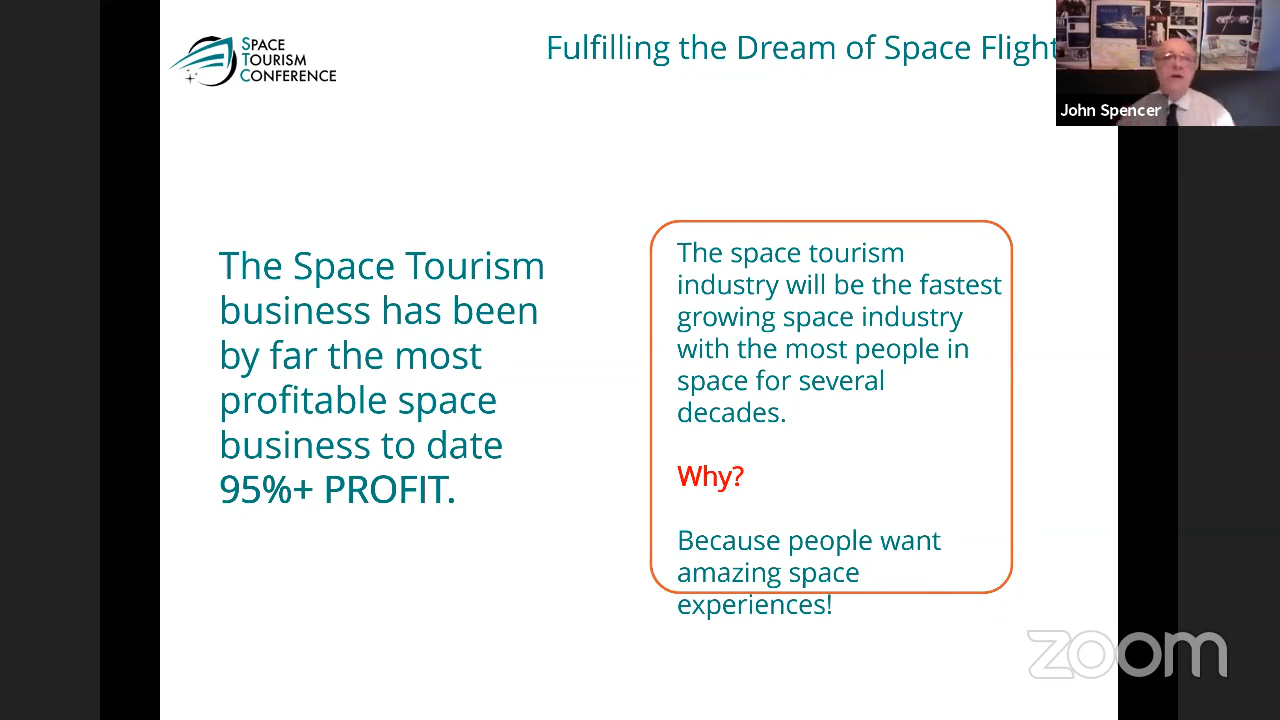 SPACE
TOURISM
CONFERENCE
Fulfilling the Dream of Space Flight
John Spencer
The Space Tourism
business has been
by far the most
profitable space
business to date
95%+ PROFIT.
The space tourism
industry will be the fastest
growing space industry
with the most people in
space for several
decades.
Why?
Because people want
amazing space
experiences!
zoom